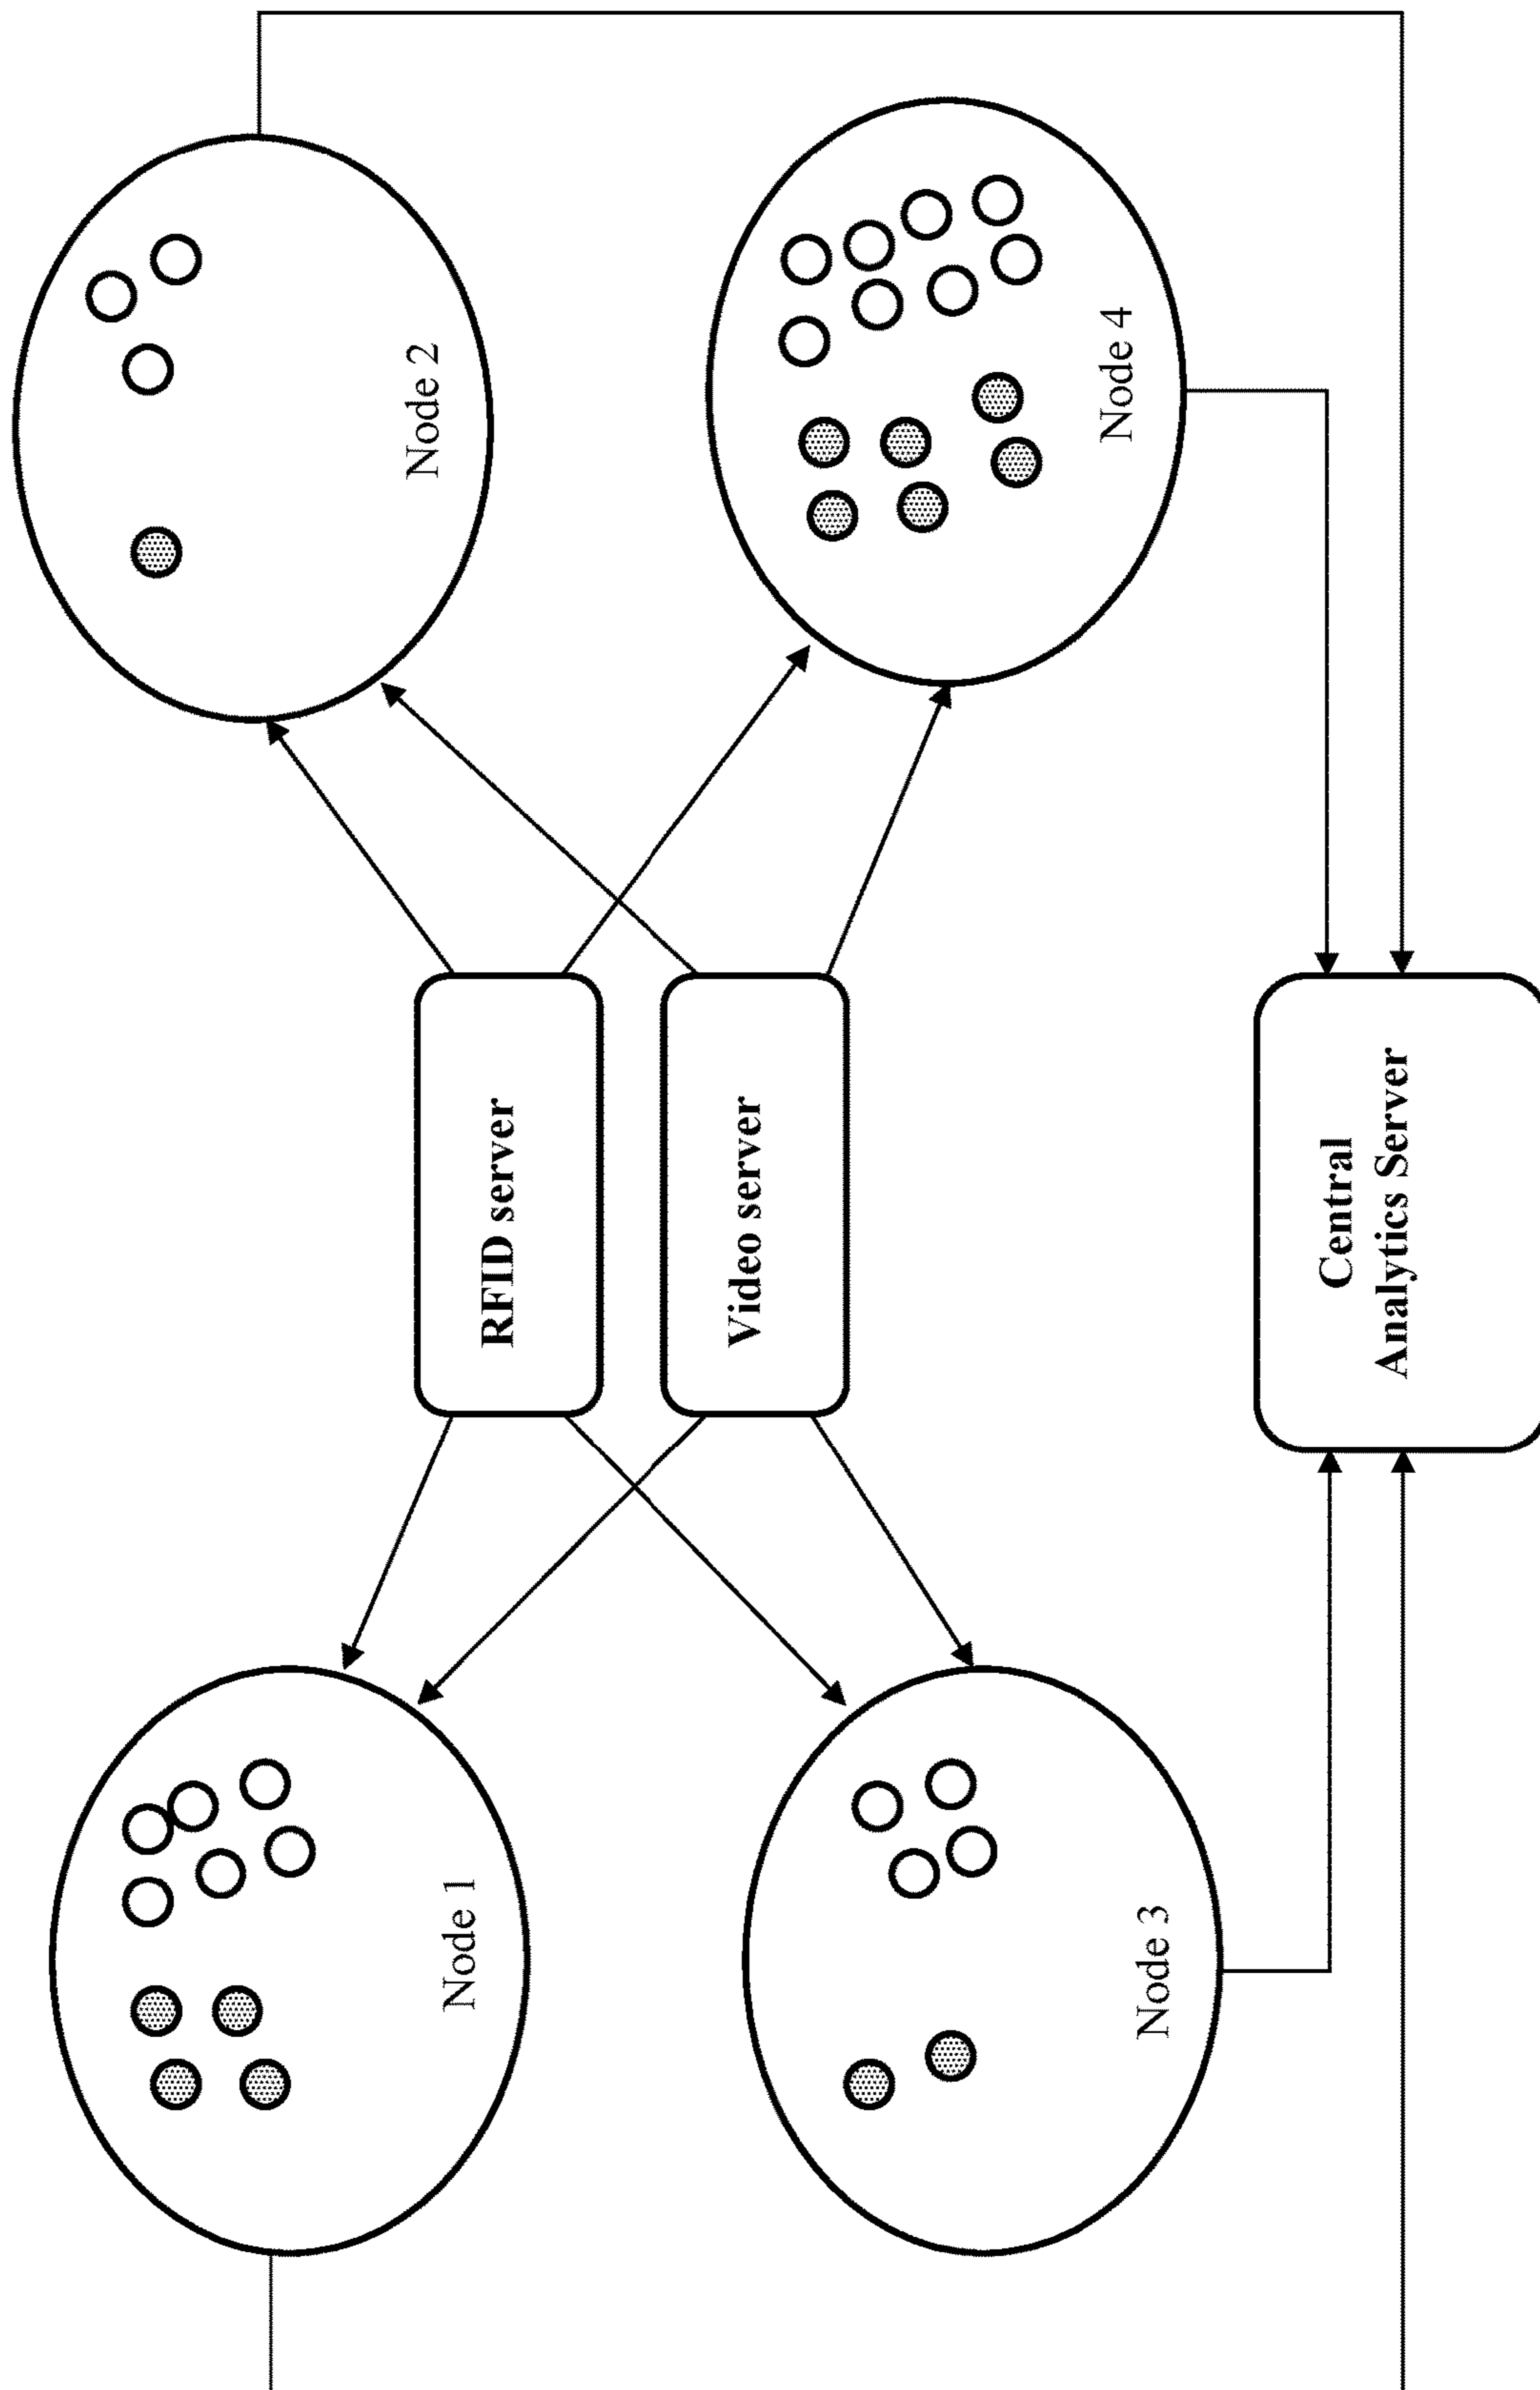 Node 1
Node 2
RFID server
Video server
Node 3
Node 4
Central
Analytics Server